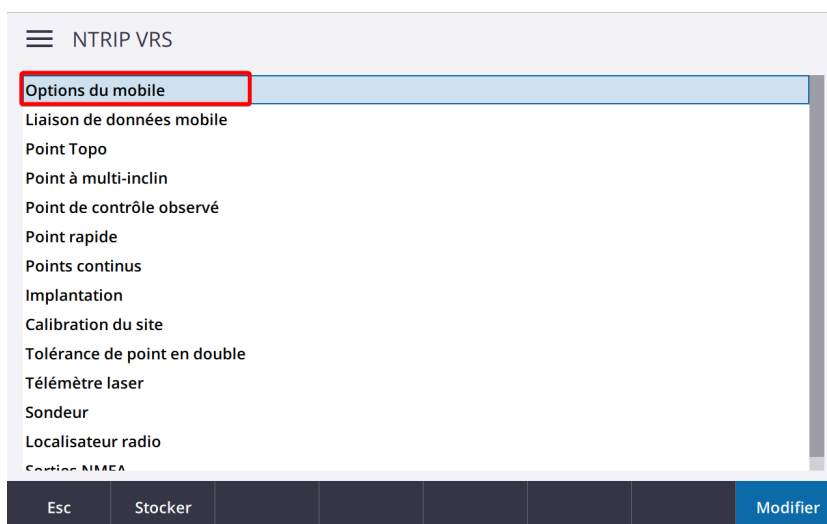 NTRIP VRS
Options du mobile
Liaison de données mobile
Point Topo
Point à multi-inclin
Point de contrôle observé
Point rapide
Points continus
Implantation
Calibration du site
Tolérance de point en double
Télémètre laser
Sondeur
Localisateur radio
Sorties NMEA
Esc Stocker Modifier